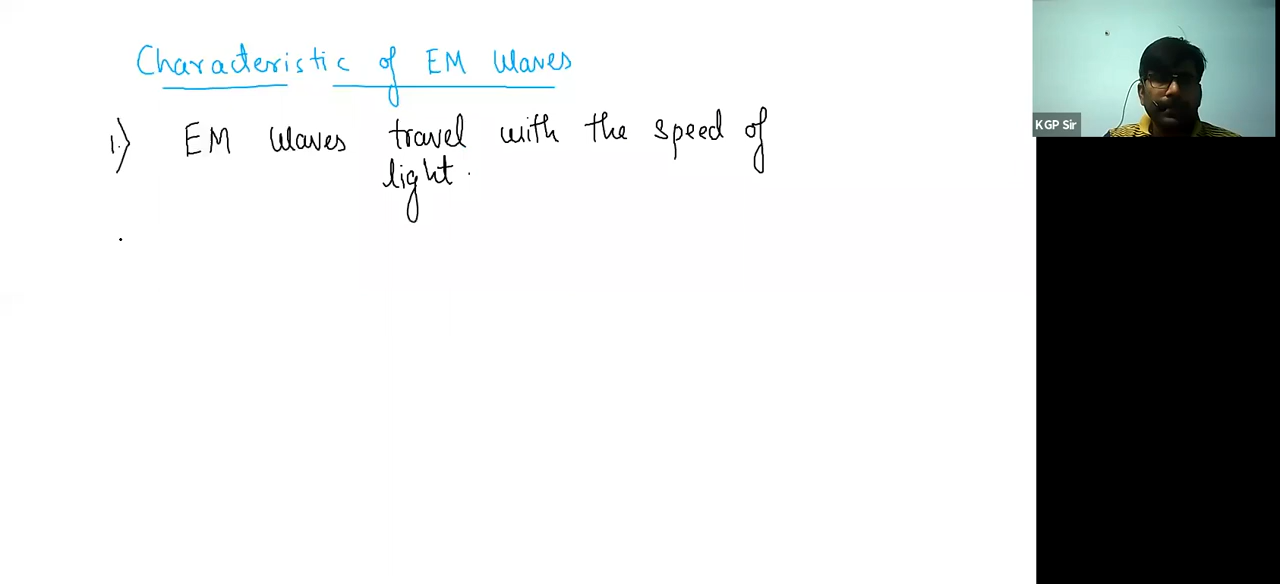 Characteristic of EM Waves
1.) EM Waves travel with the speed of
light.
KGP Sir